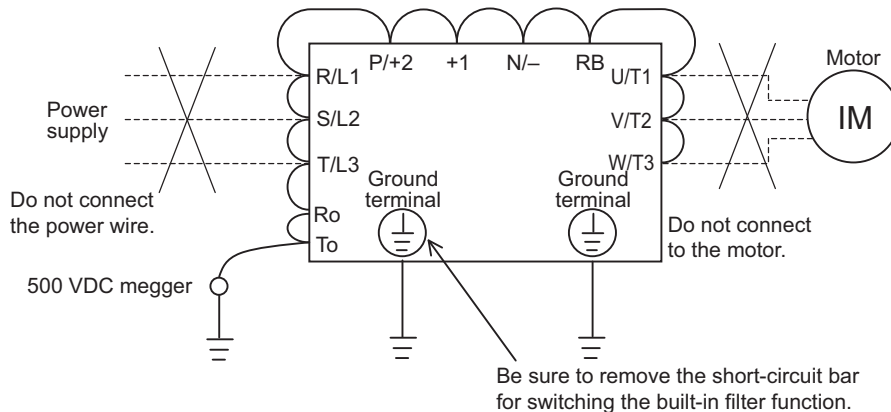 P/+2 +1 N/– RB
R/L1
S/L2
T/L3
Ro
To
U/T1
V/T2
W/T3
Motor
IM
Power
supply
Do not connect
the power wire.
Ground
terminal
Ground
terminal
Do not connect
to the motor.
500 VDC megger
Be sure to remove the short-circuit bar
for switching the built-in filter function.